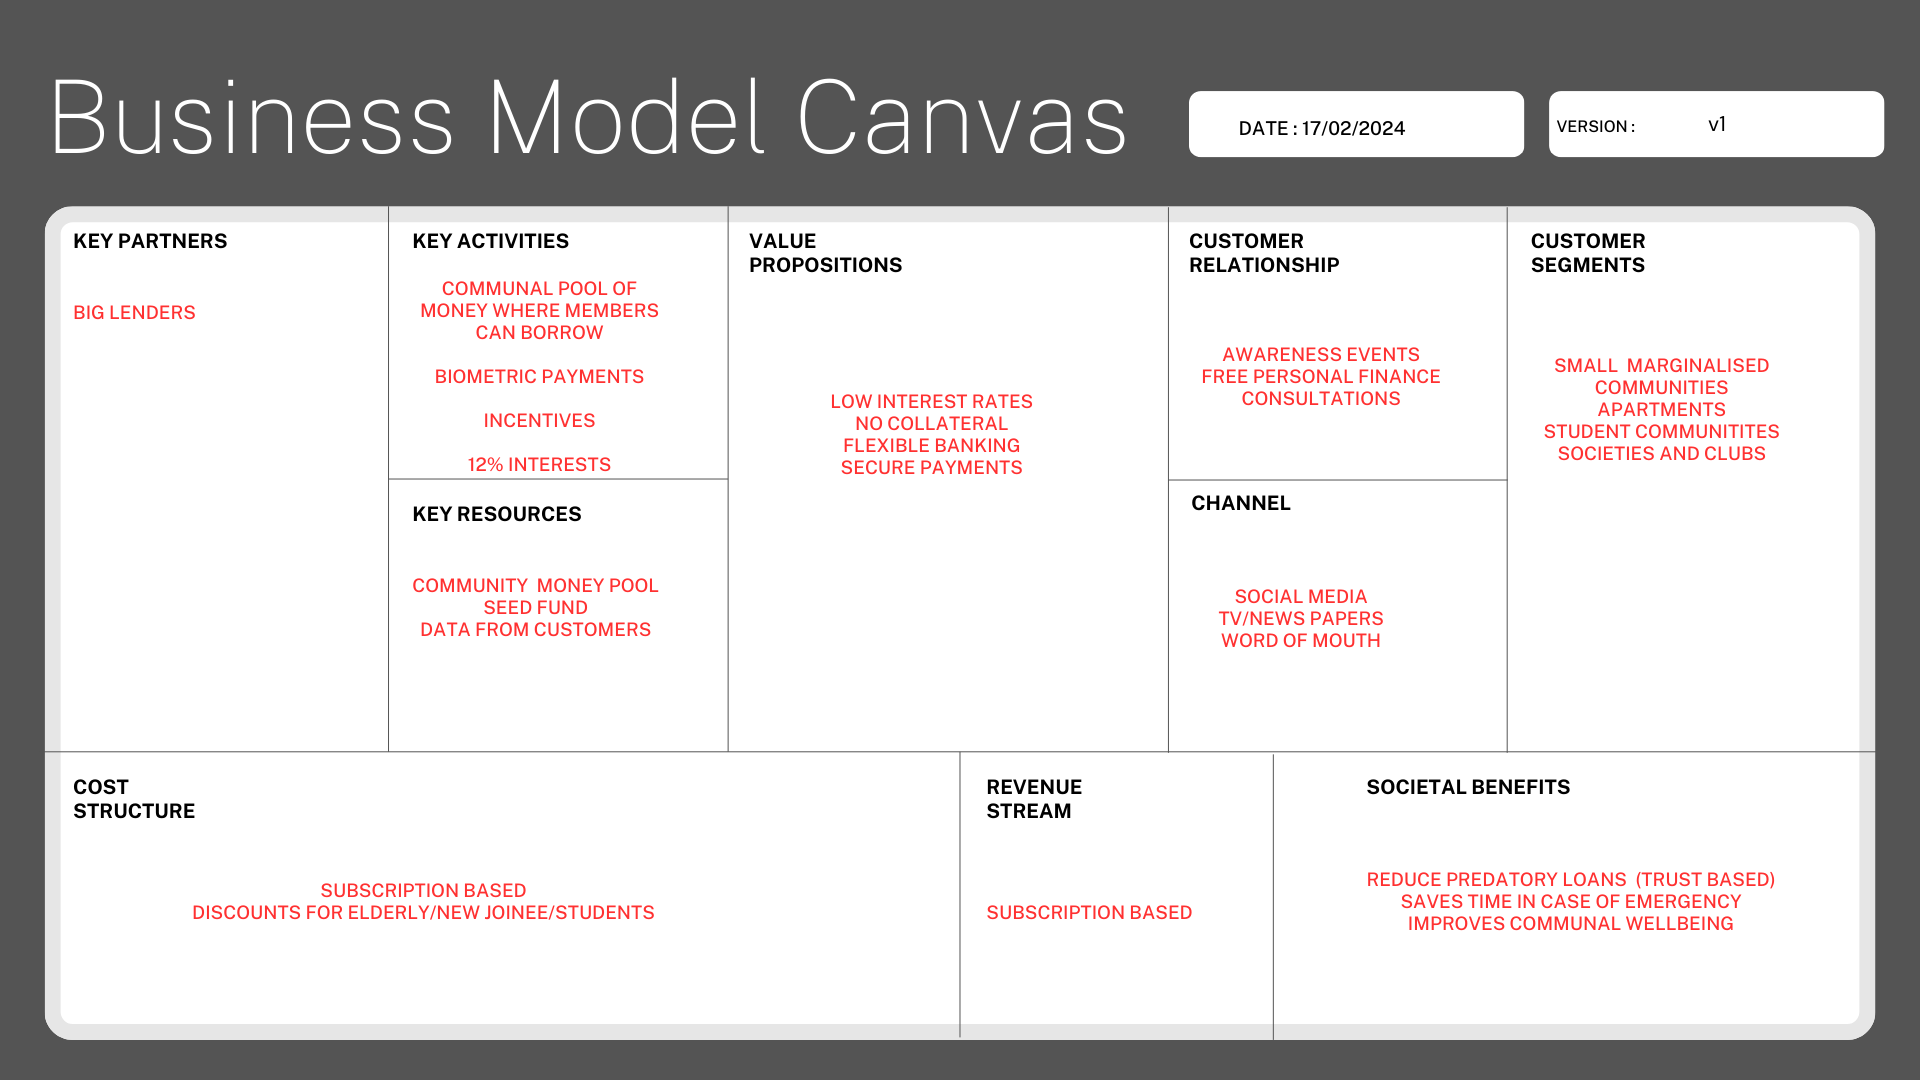 Business Model Canvas
DATE : 17/02/2024
VERSION : v1
KEY PARTNERS
BIG LENDERS
KEY ACTIVITIES
COMMUNAL POOL OF
MONEY WHERE MEMBERS
CAN BORROW
BIOMETRIC PAYMENTS
INCENTIVES
12% INTERESTS
KEY RESOURCES
COMMUNITY MONEY POOL
SEED FUND
DATA FROM CUSTOMERS
VALUE
PROPOSITIONS
LOW INTEREST RATES
NO COLLATERAL
FLEXIBLE BANKING
SECURE PAYMENTS
CUSTOMER
RELATIONSHIP
AWARENESS EVENTS
FREE PERSONAL FINANCE
CONSULTATIONS
CHANNEL
SOCIAL MEDIA
TV/NEWS PAPERS
WORD OF MOUTH
CUSTOMER
SEGMENTS
SMALL MARGINALISED
COMMUNITIES
APARTMENTS
STUDENT COMMUNITITES
SOCIETIES AND CLUBS
COST
STRUCTURE
SUBSCRIPTION BASED
DISCOUNTS FOR ELDERLY/NEW JOINEE/STUDENTS
REVENUE
STREAM
SUBSCRIPTION BASED
SOCIETAL BENEFITS
REDUCE PREDATORY LOANS (TRUST BASED)
SAVES TIME IN CASE OF EMERGENCY
IMPROVES COMMUNAL WELLBEING